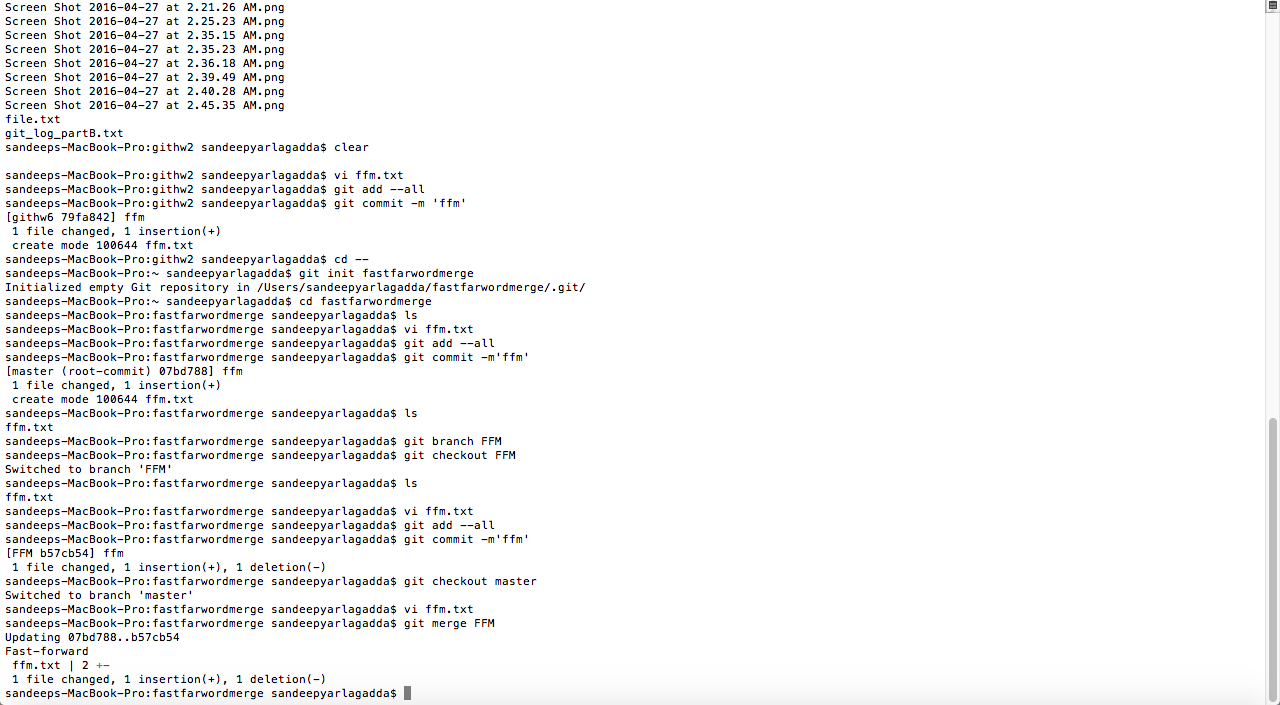 Screen Shot 2016-04-27 at 2.21.26 AM.png
Screen Shot 2016-04-27 at 2.25.23 AM.png
Screen Shot 2016-04-27 at 2.35.15 AM.png
Screen Shot 2016-04-27 at 2.35.23 AM.png
Screen Shot 2016-04-27 at 2.36.18 AM.png
Screen Shot 2016-04-27 at 2.39.49 AM.png
Screen Shot 2016-04-27 at 2.40.28 AM.png
Screen Shot 2016-04-27 at 2.45.35 AM.png
file.txt
git_log_partB.txt
sandeeps-MacBook-Pro:githw2 sandeepyarlagadda$ clear
sandeeps-MacBook-Pro:githw2 sandeepyarlagadda$ vi ffm.txt
sandeeps-MacBook-Pro:githw2 sandeepyarlagadda$ git add --all
sandeeps-MacBook-Pro:githw2 sandeepyarlagadda$ git commit -m 'ffm'
[githw6 79fa842] ffm
 1 file changed, 1 insertion(+)
 create mode 100644 ffm.txt
sandeeps-MacBook-Pro:githw2 sandeepyarlagadda$ cd --
sandeeps-MacBook-Pro:~ sandeepyarlagadda$ git init fastfarwordmerge
Initialized empty Git repository in /Users/sandeepyarlagadda/fastfarwordmerge/.git/
sandeeps-MacBook-Pro:~ sandeepyarlagadda$ cd fastfarwordmerge
sandeeps-MacBook-Pro:fastfarwordmerge sandeepyarlagadda$ ls
sandeeps-MacBook-Pro:fastfarwordmerge sandeepyarlagadda$ vi ffm.txt
sandeeps-MacBook-Pro:fastfarwordmerge sandeepyarlagadda$ git add --all
sandeeps-MacBook-Pro:fastfarwordmerge sandeepyarlagadda$ git commit -m'ffm'
[master (root-commit) 07bd788] ffm
 1 file changed, 1 insertion(+)
 create mode 100644 ffm.txt
sandeeps-MacBook-Pro:fastfarwordmerge sandeepyarlagadda$ ls
ffm.txt
sandeeps-MacBook-Pro:fastfarwordmerge sandeepyarlagadda$ git branch FFM
sandeeps-MacBook-Pro:fastfarwordmerge sandeepyarlagadda$ git checkout FFM
Switched to branch 'FFM'
sandeeps-MacBook-Pro:fastfarwordmerge sandeepyarlagadda$ ls
ffm.txt
sandeeps-MacBook-Pro:fastfarwordmerge sandeepyarlagadda$ vi ffm.txt
sandeeps-MacBook-Pro:fastfarwordmerge sandeepyarlagadda$ git add --all
sandeeps-MacBook-Pro:fastfarwordmerge sandeepyarlagadda$ git commit -m'ffm'
[FFM b57cb54] ffm
 1 file changed, 1 insertion(+), 1 deletion(-)
sandeeps-MacBook-Pro:fastfarwordmerge sandeepyarlagadda$ git checkout master
Switched to branch 'master'
sandeeps-MacBook-Pro:fastfarwordmerge sandeepyarlagadda$ vi ffm.txt
sandeeps-MacBook-Pro:fastfarwordmerge sandeepyarlagadda$ git merge FFM
Updating 07bd788..b57cb54
Fast-forward
 ffm.txt | 2 +-
 1 file changed, 1 insertion(+), 1 deletion(-)
sandeeps-MacBook-Pro:fastfarwordmerge sandeepyarlagadda$